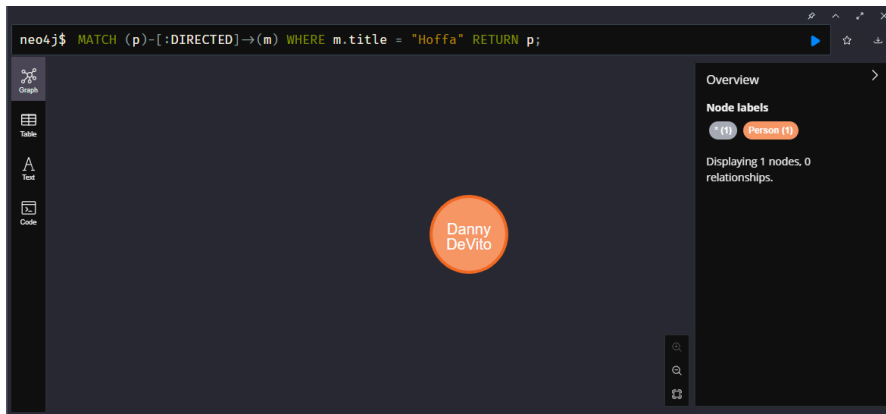 neo4j$ MATCH (p)-[:DIRECTED]→(m) WHERE m.title = "Hoffa" RETURN p;
Graph
Table
A
Text
Code
Danny
DeVito
Overview
Node labels
* (1) Person (1)
Displaying 1 nodes, 0
relationships.